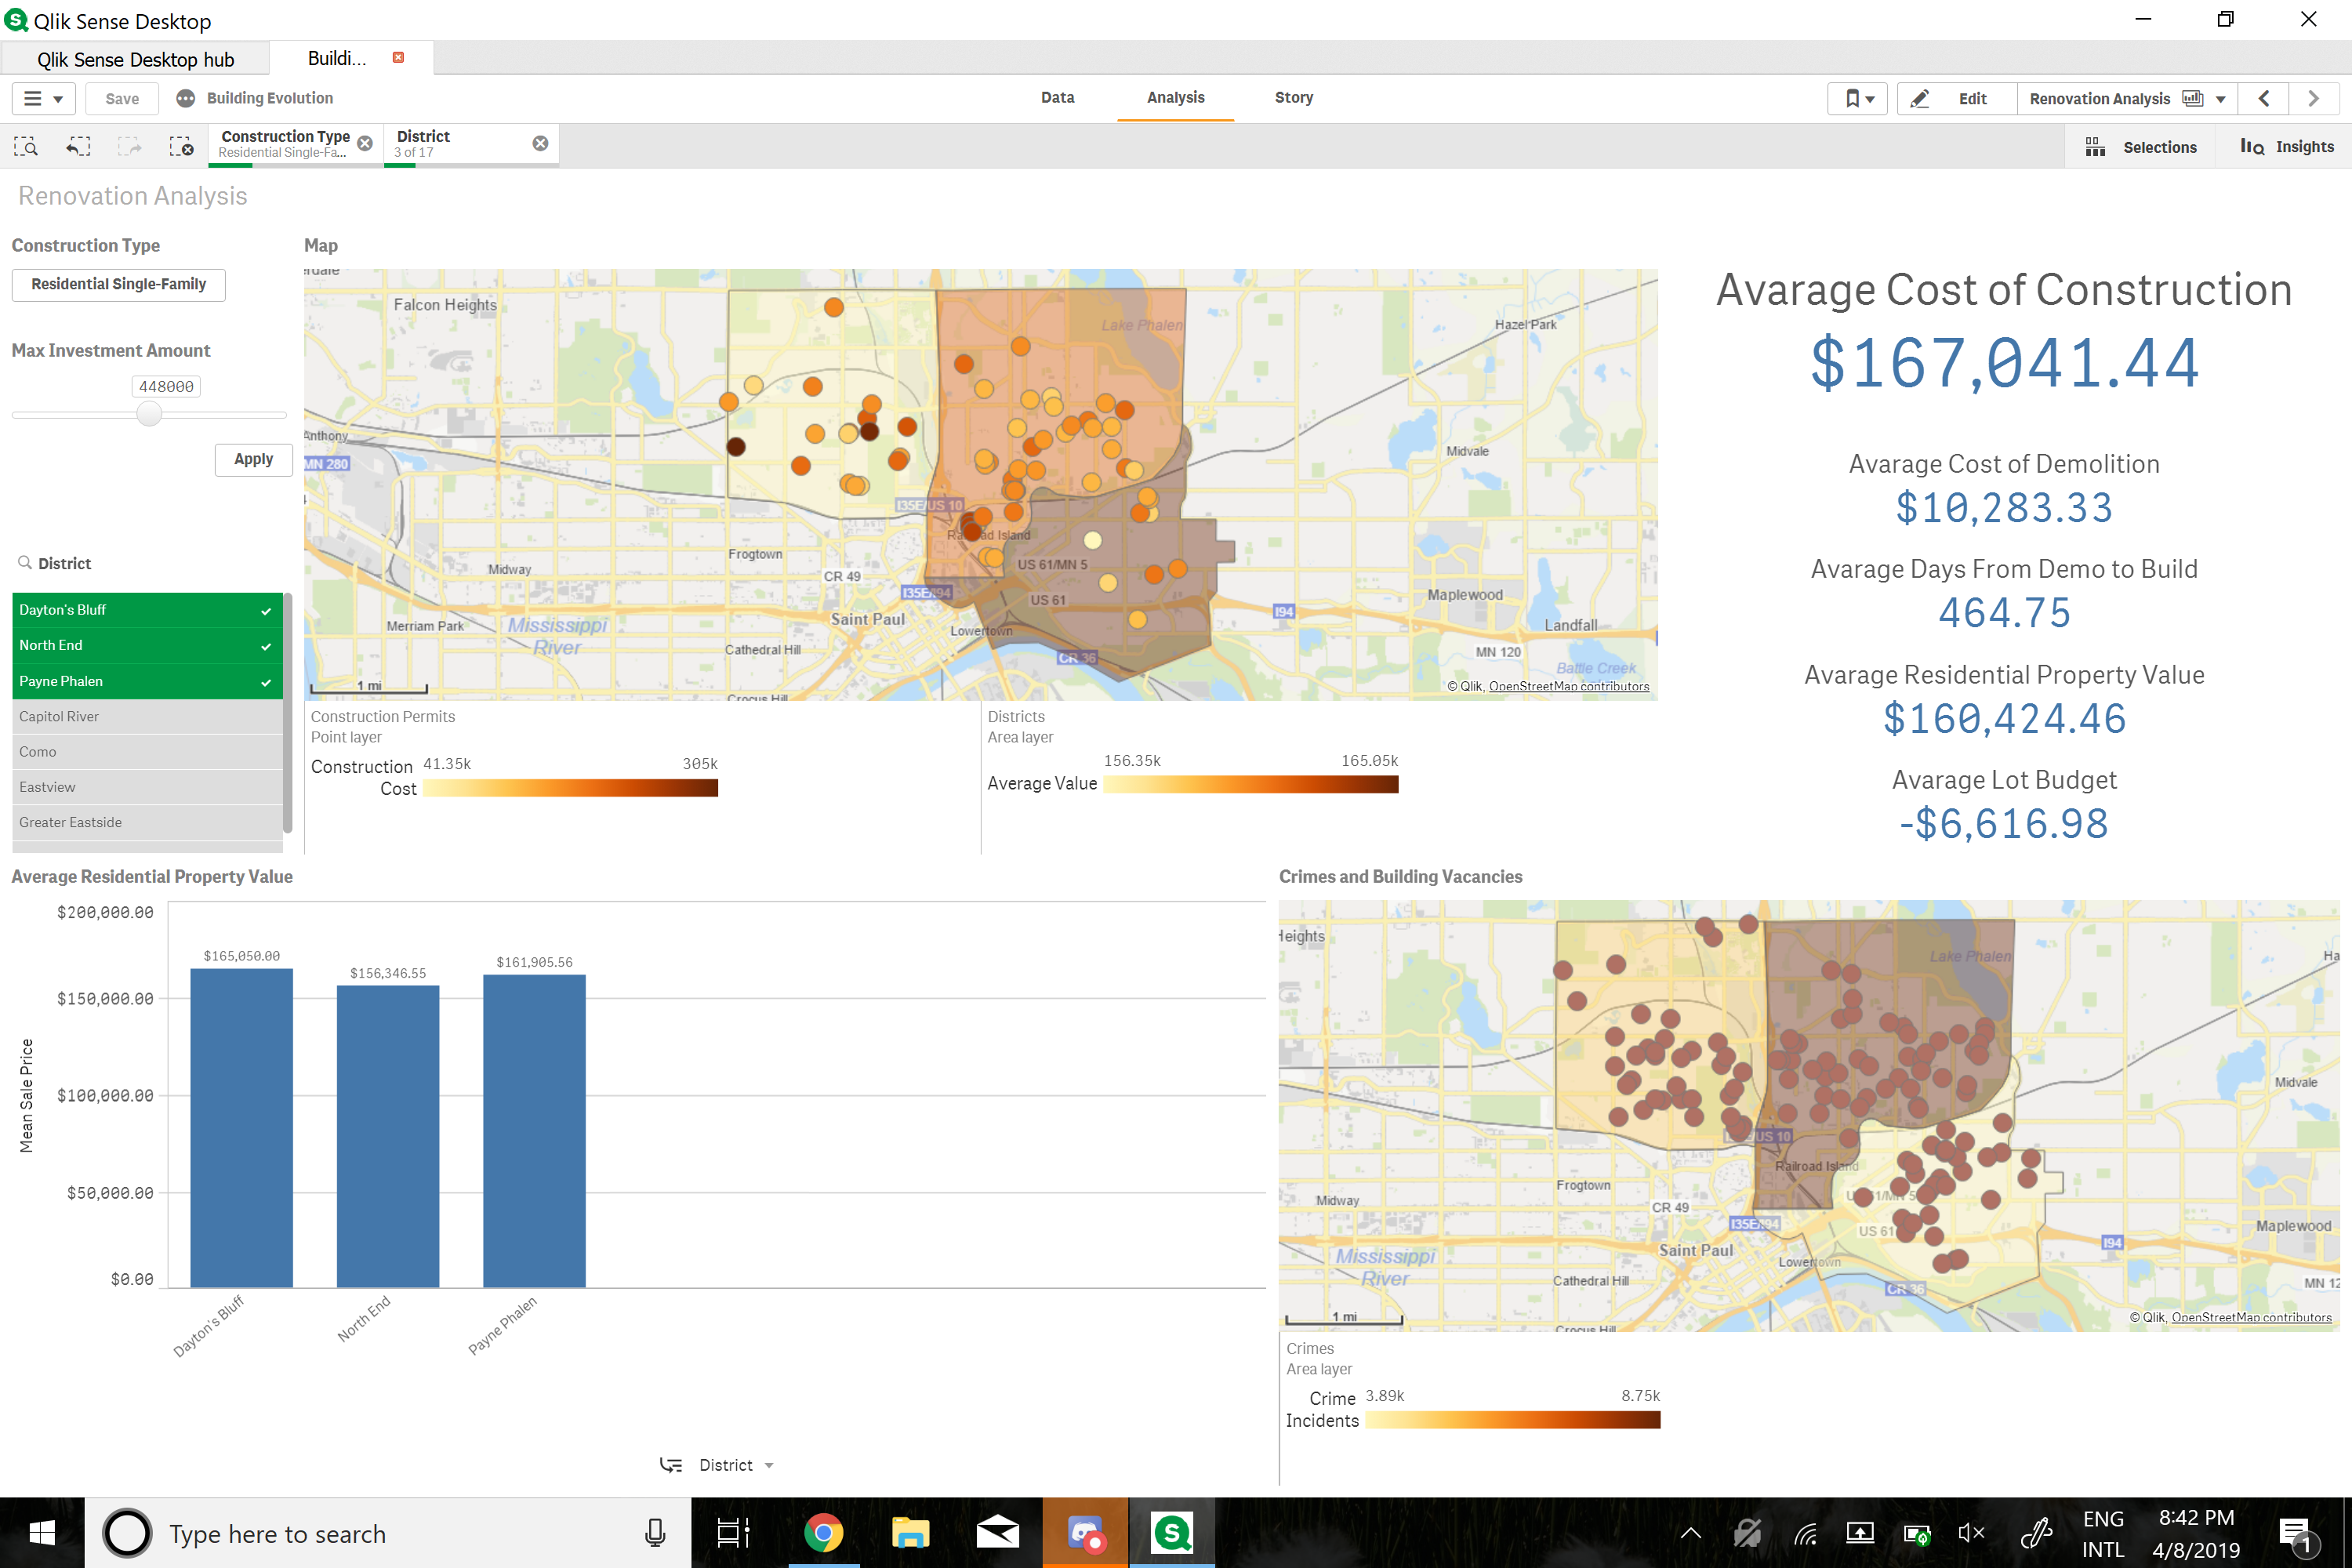 Qlik Sense Desktop
Qlik Sense Desktop hub
Buildi...
Save
Building Evolution
Data
Analysis
Story
Edit
Renovation Analysis
Construction Type
Residential Single-Fa...
District
3 of 17
Selections
Insights
Renovation Analysis
Construction Type
Residential Single-Family
Max Investment Amount
448000
Apply
District
Dayton's Bluff
North End
Payne Phalen
Capitol River
Como
Eastview
Greater Eastside
Map
Falcon Heights
Lake Phalen
Hazel Park
Anthony
MN 280
Midvale
I35E/US 10
Railroad Island
Frogtown
Midway
CR 49
US 61/MN 5
I35E/I94
US 61
I94
Maplewood
Merriam Park
Mississippi
River
Saint Paul
Lowertown
Landfall
Cathedral Hill
CR 36
MN 120
Battle Creek
1 mi
Crocus Hill
© Qlik, OpenStreetMap contributors
Construction Permits
Point layer
Construction
Cost
41.35k
305k
Districts
Area layer
Average Value
156.35k
165.05k
Avarage Cost of Construction
$167,041.44
Avarage Cost of Demolition
$10,283.33
Avarage Days From Demo to Build
464.75
Avarage Residential Property Value
$160,424.46
Avarage Lot Budget
-$6,616.98
Average Residential Property Value
$200,000.00
$150,000.00
$100,000.00
$50,000.00
$0.00
Mean Sale Price
$165,050.00
$156,346.55
$161,905.56
Dayton's Bluff
North End
Payne Phalen
District
Crimes and Building Vacancies
Heights
Lake Phalen
Ha
Midvale
US 10
Railroad Island
Frogtown
Midway
CR 49
I35E/I94
US 61
Maplewood
I94
Saint Paul
Mississippi
River
Lowertown
Cathedral Hill
CR 36
MN 12
1 mi
Crocus Hill
© Qlik, OpenStreetMap contributors
Crimes
Area layer
Crime
Incidents
3.89k
8.75k
Type here to search
ENG
INTL
8:42 PM
4/8/2019
1